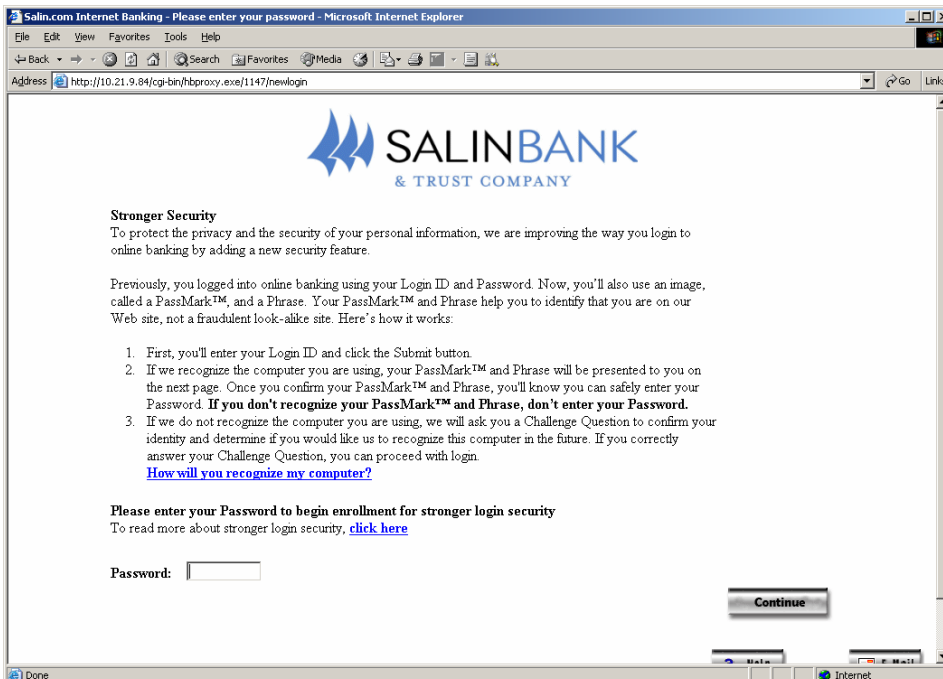 Salin.com Internet Banking - Please enter your password - Microsoft Internet Explorer
File Edit View Favorites Tools Help
Back Search Favorites Media
Address http://10.21.9.84/cgi-bin/hbproxy.exe/1147/newlogin Go Links
SALINBANK
& TRUST COMPANY
Stronger Security
To protect the privacy and the security of your personal information, we are improving the way you login to
online banking by adding a new security feature.
Previously, you logged into online banking using your Login ID and Password. Now, you'll also use an image,
called a PassMark™, and a Phrase. Your PassMark™ and Phrase help you to identify that you are on our
Web site, not a fraudulent look-alike site. Here's how it works:
1. First, you'll enter your Login ID and click the Submit button.
2. If we recognize the computer you are using, your PassMark™ and Phrase will be presented to you on
the next page. Once you confirm your PassMark™ and Phrase, you'll know you can safely enter your
Password. If you don't recognize your PassMark™ and Phrase, don't enter your Password.
3. If we do not recognize the computer you are using, we will ask you a Challenge Question to confirm your
identity and determine if you would like us to recognize this computer in the future. If you correctly
answer your Challenge Question, you can proceed with login.
How will you recognize my computer?
Please enter your Password to begin enrollment for stronger login security
To read more about stronger login security, click here
Password:
Continue
? Help E-Mail
Done Internet